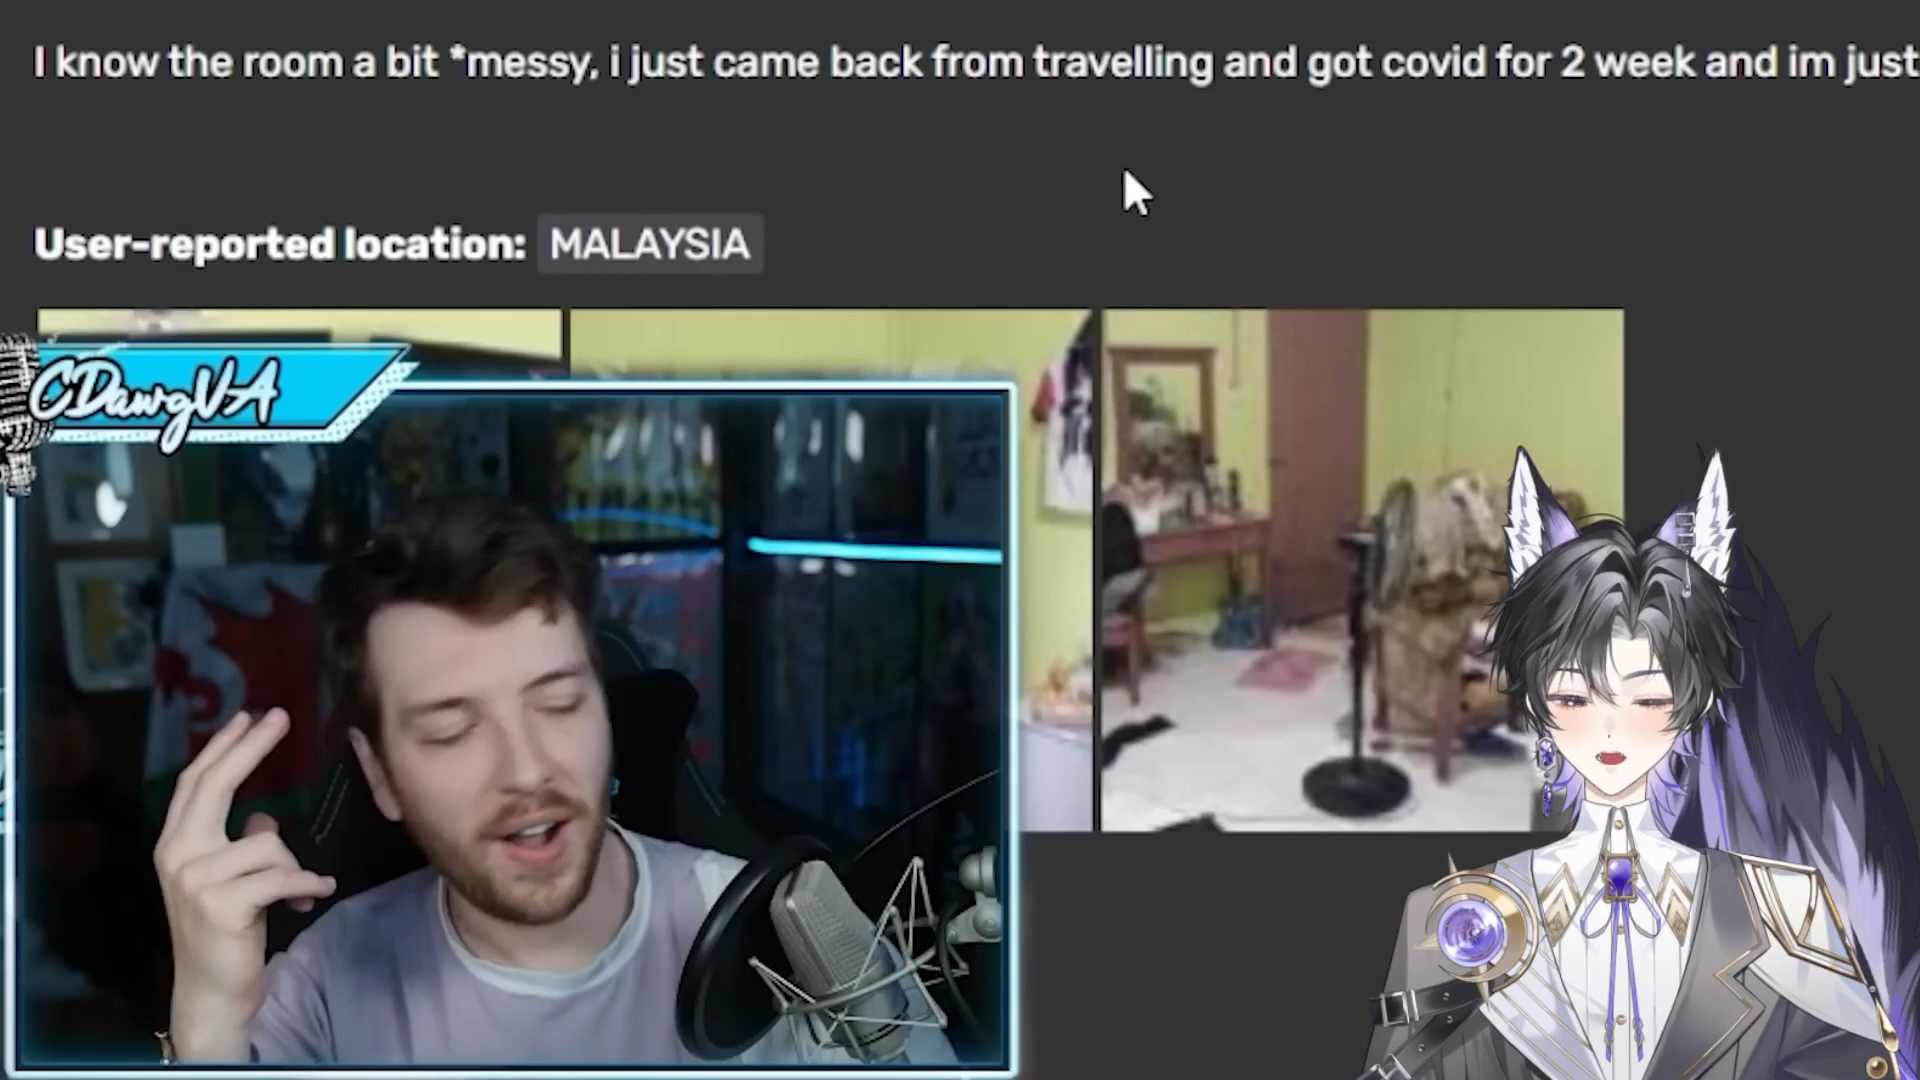 I know the room a bit *messy, i just came back from travelling and got covid for 2 week and im just
User-reported location: MALAYSIA
CDawgVA